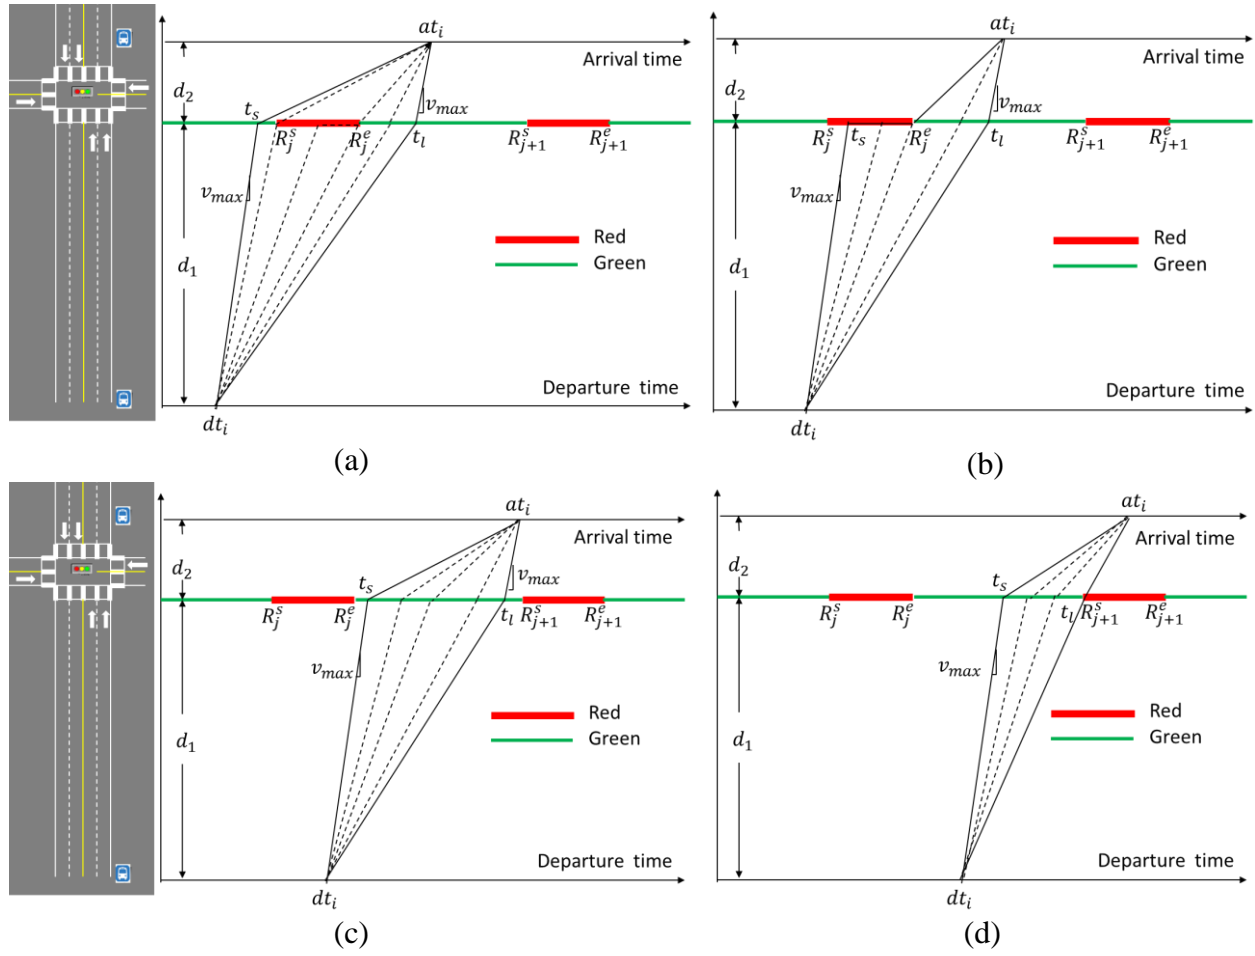 at_i
Arrival time
d_2
t_s
v_max
R_j^s
R_j^e
t_l
R_{j+1}^s
R_{j+1}^e
v_max
Red
d_1
Green
Departure time
dt_i
(a)
at_i
Arrival time
d_2
v_max
R_j^s
t_s
R_j^e
t_l
R_{j+1}^s
R_{j+1}^e
v_max
Red
d_1
Green
Departure time
dt_i
(b)
at_i
Arrival time
d_2
t_s
v_max
R_j^s
R_j^e
t_l
R_{j+1}^s
R_{j+1}^e
v_max
Red
d_1
Green
Departure time
dt_i
(c)
at_i
Arrival time
d_2
t_s
R_j^s
R_j^e
t_l
R_{j+1}^s
R_{j+1}^e
v_max
Red
d_1
Green
Departure time
dt_i
(d)